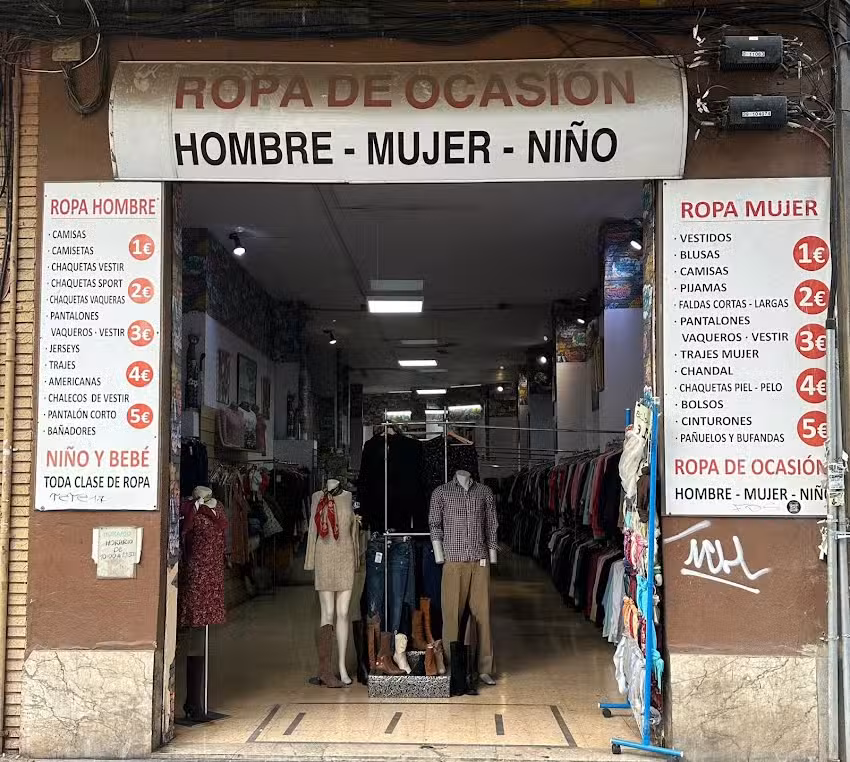 ROPA DE OCASION
HOMBRE - MUJER - NIÑO
ROPA HOMBRE
· CAMISAS
· CAMISETAS
· CHAQUETAS VESTIR
· CHAQUETAS SPORT
· CHAQUETAS VAQUERAS
· PANTALONES
VAQUEROS · VESTIR
· JERSEYS
· TRAJES
· AMERICANAS
· CHALECOS DE VESTIR
· PANTALÓN CORTO
· BAÑADORES
1€
2€
3€
4€
5€
NIÑO Y BEBÉ
TODA CLASE DE ROPA
HORARIO
DE
ROPA MUJER
· VESTIDOS
· BLUSAS
· CAMISAS
· PIJAMAS
· FALDAS CORTAS - LARGAS
· PANTALONES
VAQUEROS · VESTIR
· TRAJES MUJER
· CHANDAL
· CHAQUETAS PIEL - PELO
· BOLSOS
· CINTURONES
· PAÑUELOS Y BUFANDAS
1€
2€
3€
4€
5€
ROPA DE OCASIÓN
HOMBRE - MUJER - NIÑO